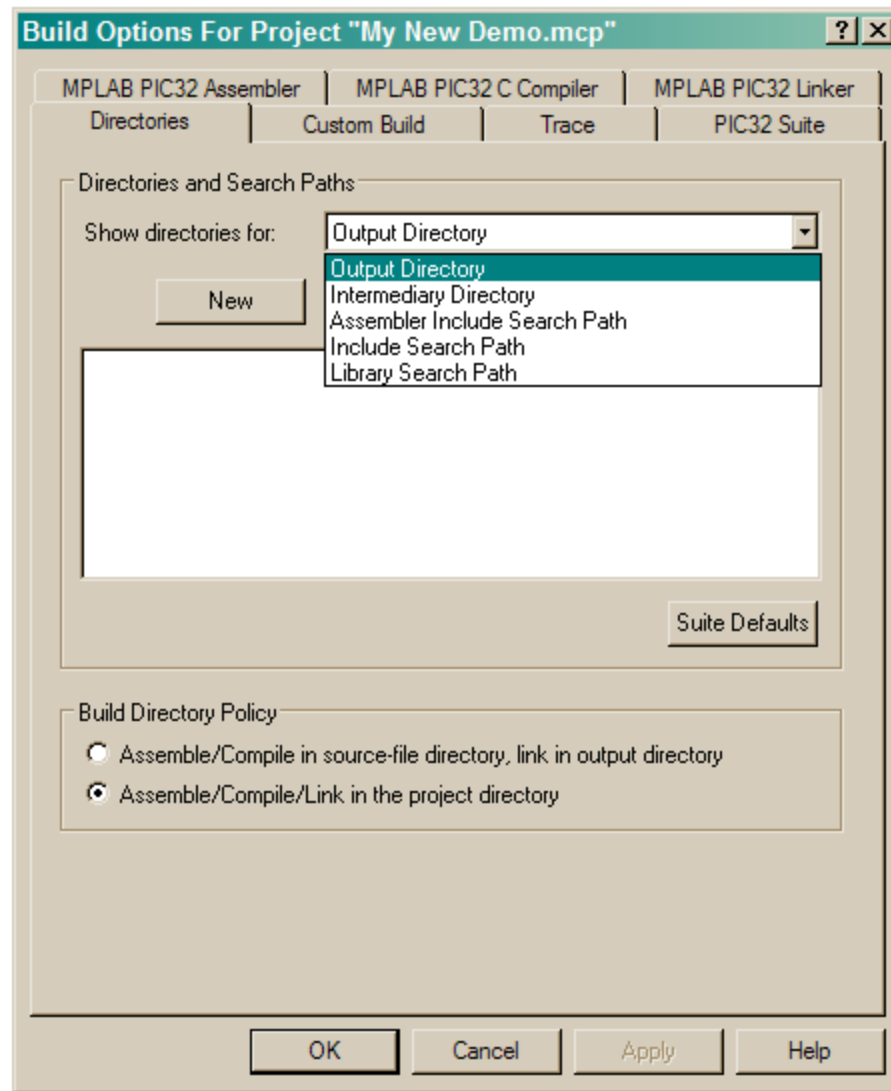 Build Options For Project "My New Demo.mcp"
MPLAB PIC32 Assembler MPLAB PIC32 C Compiler MPLAB PIC32 Linker
Directories Custom Build Trace PIC32 Suite
Directories and Search Paths
Show directories for: Output Directory
Output Directory
New
Intermediary Directory
Assembler Include Search Path
Include Search Path
Library Search Path
Suite Defaults
Build Directory Policy
Assemble/Compile in source-file directory, link in output directory
Assemble/Compile/Link in the project directory
OK Cancel Apply Help